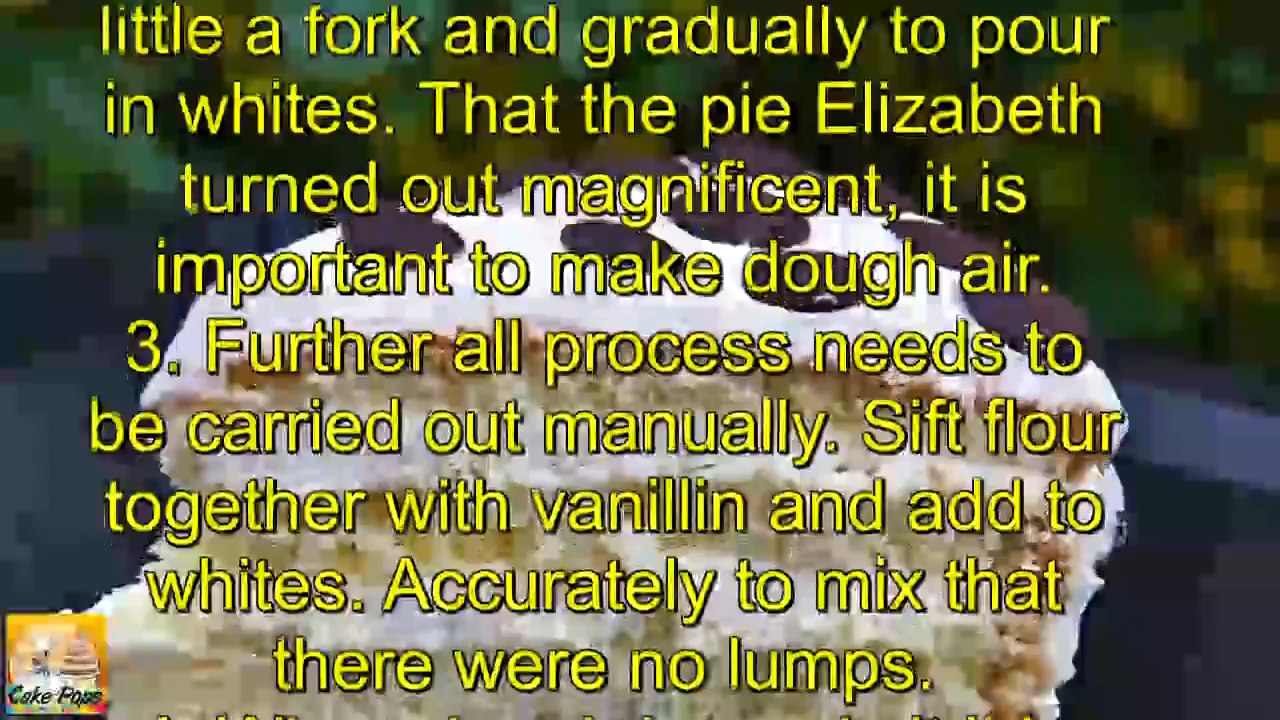 little a fork and gradually to pour
in whites. That the pie Elizabeth
turned out magnificent, it is
important to make dough air.
3. Further all process needs to
be carried out manually. Sift flour
together with vanillin and add to
whites. Accurately to mix that
there were no lumps.
Cake Pops